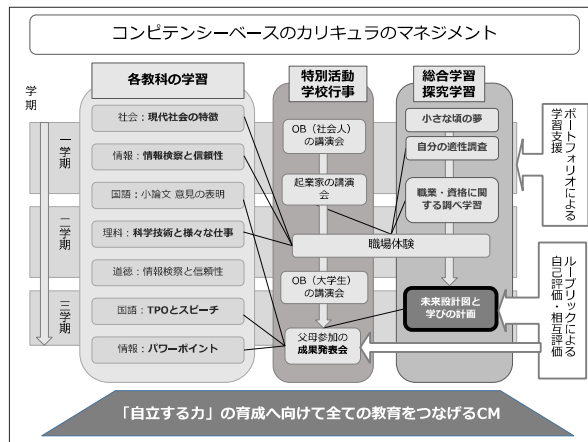 コンピテンシーベースのカリキュラのマネジメント
学期
一学期
二学期
三学期
各教科の学習
社会：現代社会の特徴
情報：情報検察と信頼性
国語：小論文 意見の表明
理科：科学技術と様々な仕事
道徳：情報検察と信頼性
国語：TPOとスピーチ
情報：パワーポイント
特別活動
学校行事
OB（社会人）
の講演会
起業家の講演
会
職場体験
OB（大学生）
の講演会
父母参加の
成果発表会
総合学習
探究学習
小さな頃の夢
自分の適性調査
職業・資格に関
する調べ学習
未来設計図と
学びの計画
ポートフォリオによる
学習支援
ルーブリックによる
自己評価・相互評価
「自立する力」の育成へ向けて全ての教育をつなげるCM